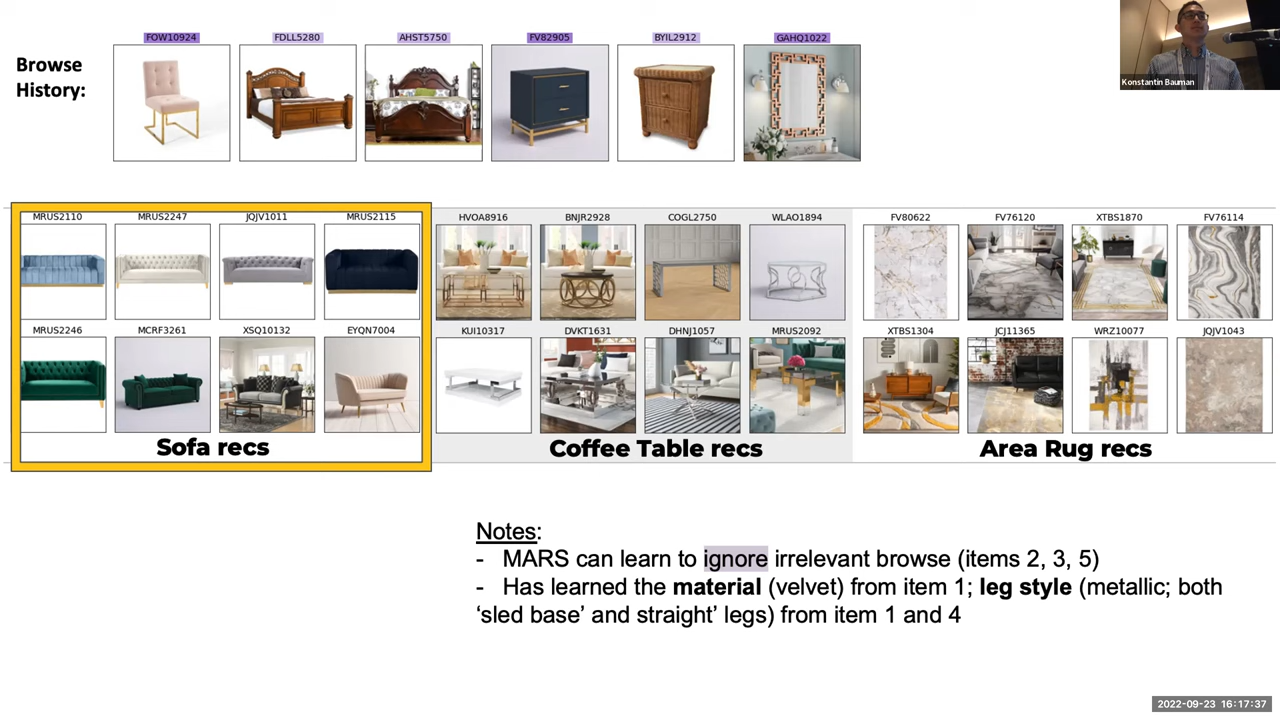 FOW10924 FDLL5280 AHST5750 FV82905 BYIL2912 GAHQ1022
Browse
History:
Konstantin Bauman
MRUS2110 MRUS2247 JQJV1011 MRUS2115 HVOA8916 BNJR2928 COGL2750 WLAO1894 FV80622 FV76120 XTBS1870 FV76114
MRUS2246 MCRF3261 XSQ10132 EYQN7004 KUI10317 DVKT1631 DHNJ1057 MRUS2092 XTBS1304 JCJ11365 WRZ10077 JQJV1043
Sofa recs Coffee Table recs Area Rug recs
Notes:
- MARS can learn to ignore irrelevant browse (items 2, 3, 5)
- Has learned the material (velvet) from item 1; leg style (metallic; both
‘sled base’ and straight’ legs) from item 1 and 4
2022-09-23 16:17:37